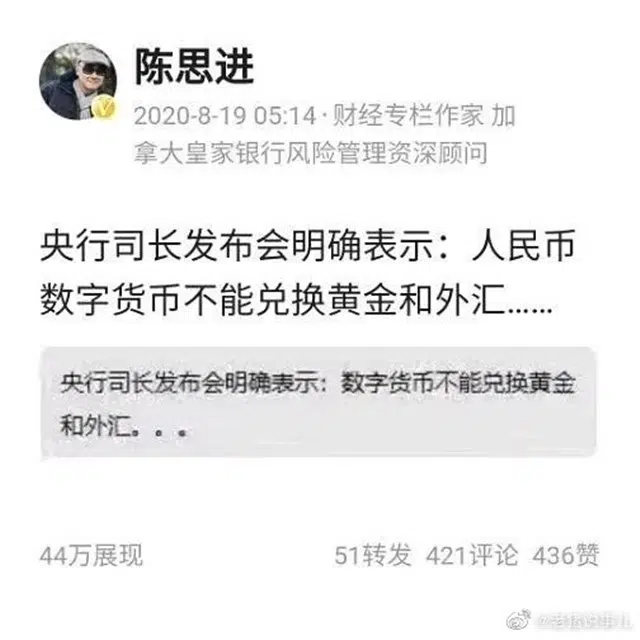 陈思进
2020-8-19 05:14 · 财经专栏作家 加
拿大皇家银行风险管理资深顾问
央行司长发布会明确表示：人民币
数字货币不能兑换黄金和外汇……
央行司长发布会明确表示：数字货币不能兑换黄金
和外汇。。。
44万展现 51转发 421评论 436赞